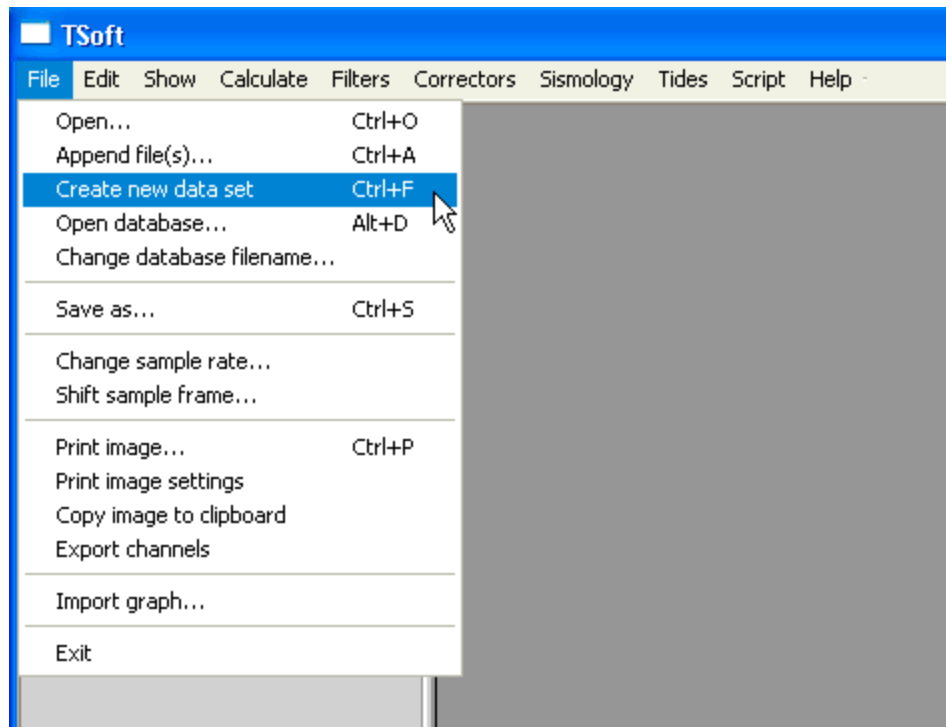 TSoft
File Edit Show Calculate Filters Correctors Sismology Tides Script Help
Open... Ctrl+O
Append file(s)... Ctrl+A
Create new data set Ctrl+F
Open database... Alt+D
Change database filename...
Save as... Ctrl+S
Change sample rate...
Shift sample frame...
Print image... Ctrl+P
Print image settings
Copy image to clipboard
Export channels
Import graph...
Exit